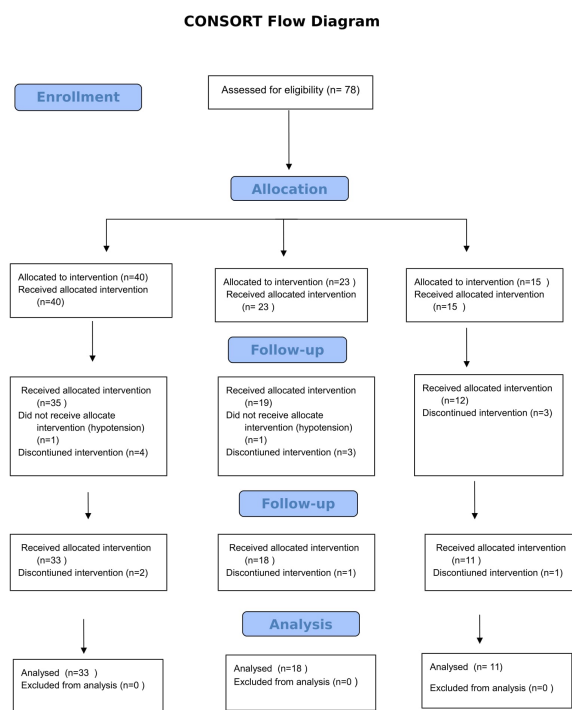 CONSORT Flow Diagram
Enrollment
Assessed for eligibility (n= 78)
Allocation
Allocated to intervention (n=40)
Received allocated intervention
(n=40)
Allocated to intervention (n=23 )
Received allocated intervention
(n= 23 )
Allocated to intervention (n=15 )
Received allocated intervention
(n=15 )
Follow-up
Received allocated intervention
(n=35 )
Did not receive allocate
intervention (hypotension)
(n=1)
Discontiuned intervention (n=4)
Received allocated intervention
(n=19)
Did not receive allocate
intervention (hypotension)
(n=1)
Discontiuned intervention (n=3)
Received allocated intervention
(n=12)
Discontinued intervention (n=3)
Follow-up
Received allocated intervention
(n=33 )
Discontiuned intervention (n=2)
Received allocated intervention
(n=18 )
Discontiuned intervention (n=1)
Received allocated intervention
(n=11 )
Discontiuned intervention (n=1)
Analysis
Analysed (n=33 )
Excluded from analysis (n=0 )
Analysed (n=18 )
Excluded from analysis (n=0 )
Analysed (n= 11)
Excluded from analysis (n=0 )